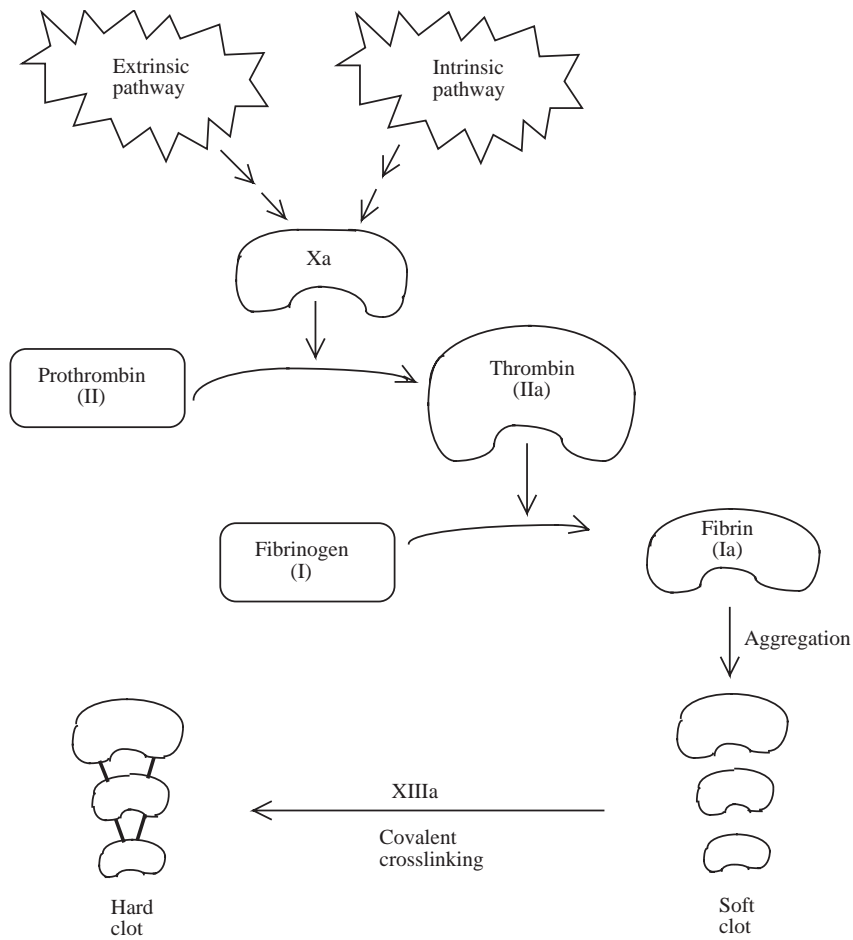 Extrinsic
pathway
Intrinsic
pathway
Xa
Prothrombin
(II)
Thrombin
(IIa)
Fibrinogen
(I)
Fibrin
(Ia)
Aggregation
XIIIa
Covalent
crosslinking
Hard
clot
Soft
clot